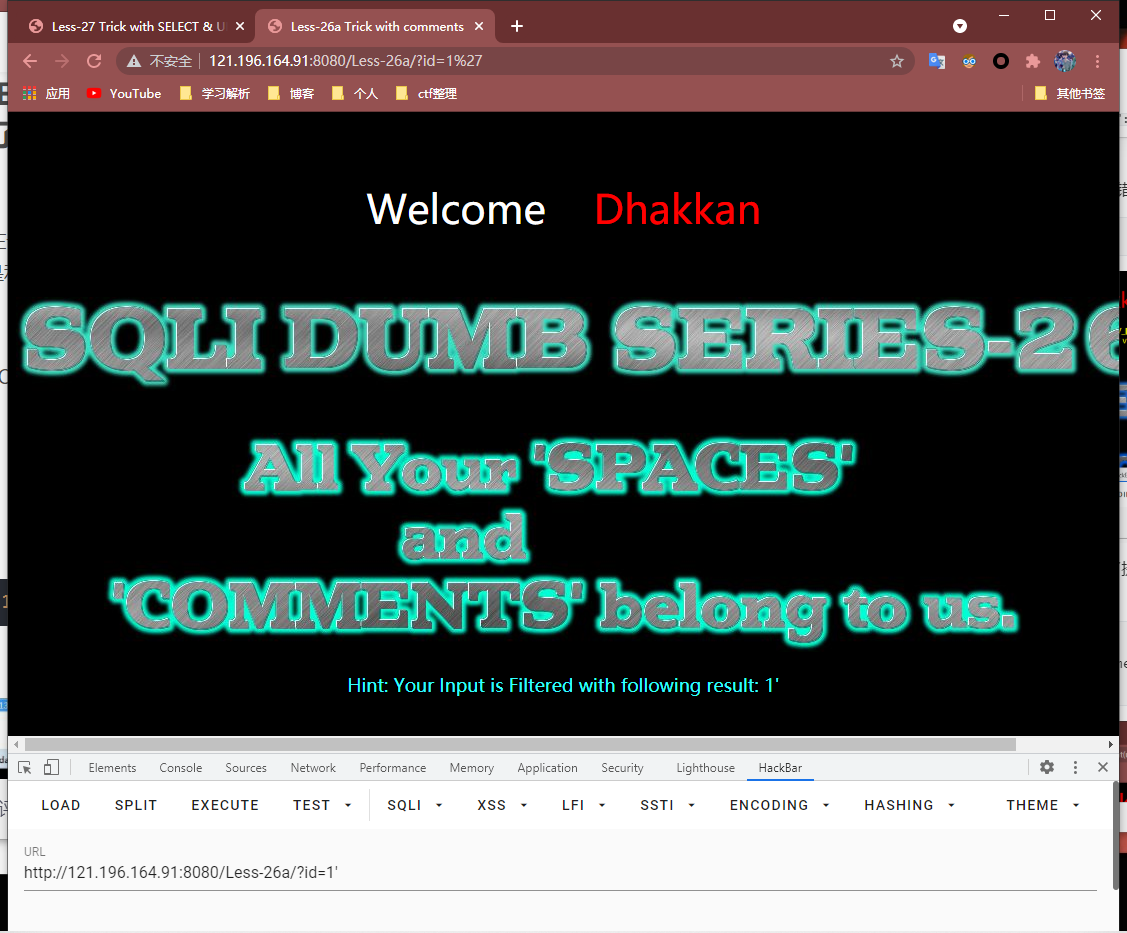 Less-27 Trick with SELECT & U
Less-26a Trick with comments
不安全 121.196.164.91:8080/Less-26a/?id=1%27
应用 YouTube 学习解析 博客 个人 ctf整理 其他书签
Welcome Dhakkan
SQLI DUMB SERIES-26
All Your 'SPACES'
and
'COMMENTS' belong to us.
Hint: Your Input is Filtered with following result: 1'
Elements Console Sources Network Performance Memory Application Security Lighthouse HackBar
LOAD SPLIT EXECUTE TEST SQLI XSS LFI SSTI ENCODING HASHING THEME
URL
http://121.196.164.91:8080/Less-26a/?id=1'